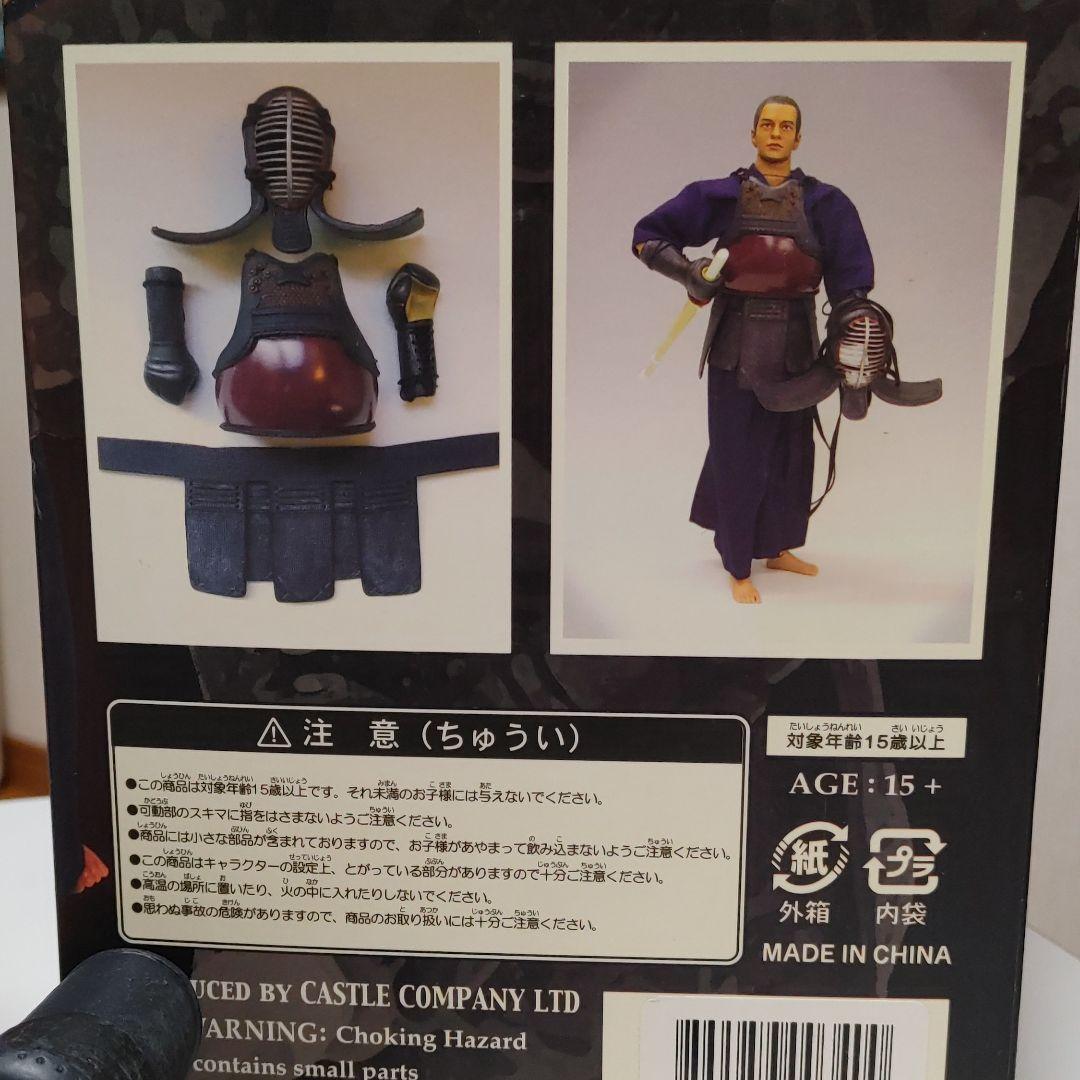 ⚠注 意（ちゅうい）
●この商品は対象年齢15歳以上です。それ未満のお子様には与えないでください。
●可動部のスキマに指をはさまないようご注意ください。
●商品には小さな部品が含まれておりますので、お子様があやまって飲み込まないようご注意ください。
●この商品はキャラクターの設定上、とがっている部分がありますので十分ご注意ください。
●高温の場所に置いたり、火の中に入れたりしないでください。
●思わぬ事故の危険がありますので、商品のお取り扱いには十分ご注意ください。
対象年齢15歳以上
AGE : 15 +
紙 プラ
外箱 内袋
MADE IN CHINA
BY CASTLE COMPANY LTD
WARNING: Choking Hazard
contains small parts